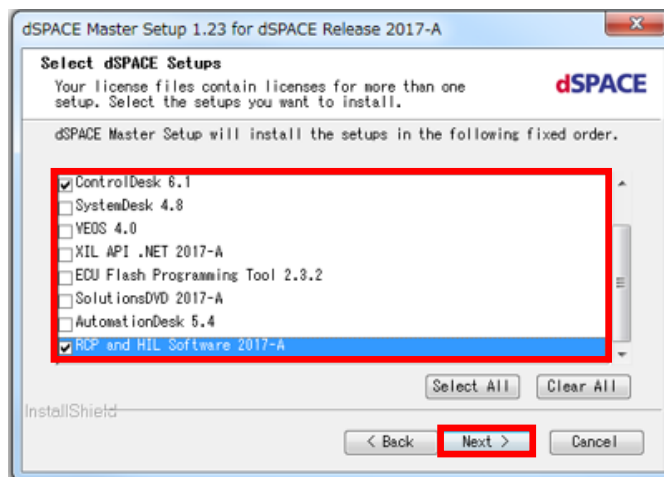 dSPACE Master Setup 1.23 for dSPACE Release 2017-A
Select dSPACE Setups
Your license files contain licenses for more than one
setup. Select the setups you want to install.
dSPACE
dSPACE Master Setup will install the setups in the following fixed order.
ControlDesk 6.1
SystemDesk 4.8
VEOS 4.0
XIL API .NET 2017-A
ECU Flash Programming Tool 2.3.2
SolutionsDVD 2017-A
AutomationDesk 5.4
RCP and HIL Software 2017-A
Select All Clear All
InstallShield
< Back Next > Cancel